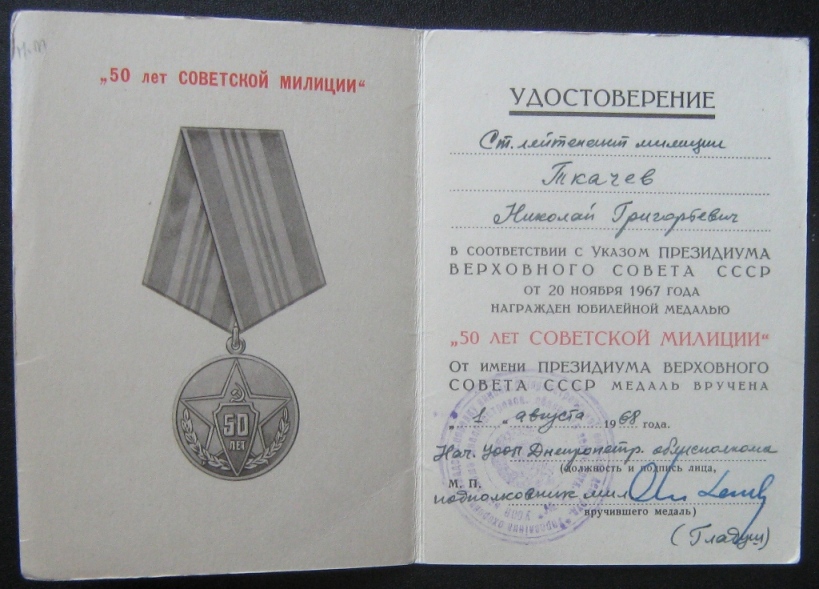 „50 лет СОВЕТСКОЙ МИЛИЦИИ“
50
ЛЕТ
УДОСТОВЕРЕНИЕ
Ст. лейтенант милиции
Ткачев
Николай Григорьевич
В СООТВЕТСТВИИ С УКАЗОМ ПРЕЗИДИУМА
ВЕРХОВНОГО СОВЕТА СССР
ОТ 20 НОЯБРЯ 1967 ГОДА
НАГРАЖДЕН ЮБИЛЕЙНОЙ МЕДАЛЬЮ
„50 ЛЕТ СОВЕТСКОЙ МИЛИЦИИ“
ОТ ИМЕНИ ПРЕЗИДИУМА ВЕРХОВНОГО
СОВЕТА СССР МЕДАЛЬ ВРУЧЕНА
„1„ августа 1968 года.
Нач. УООП Днепропетр. облисполкома
(должность и подпись лица,
М. П.
подполковник мил
вручившего медаль)